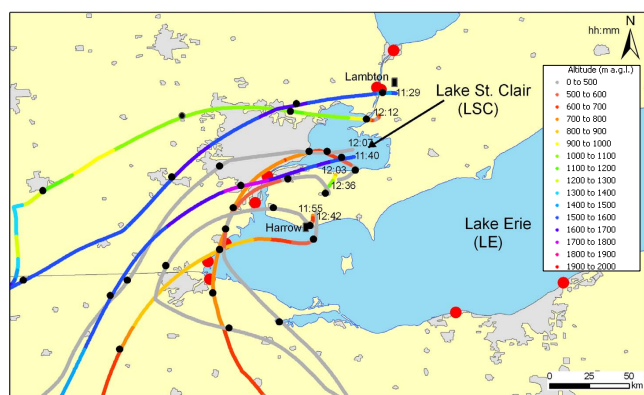 hh:mm
N
Altitude (m a.g.l.)
0 to 500
500 to 600
600 to 700
700 to 800
800 to 900
900 to 1000
1000 to 1100
1100 to 1200
1200 to 1300
1300 to 1400
1400 to 1500
1500 to 1600
1600 to 1700
1700 to 1800
1800 to 1900
1900 to 2000
Lambton
11:29
12:12
Lake St. Clair
(LSC)
11:40
12:03
12:36
11:55
12:42
Harrow
Lake Erie
(LE)
0 25 50
km